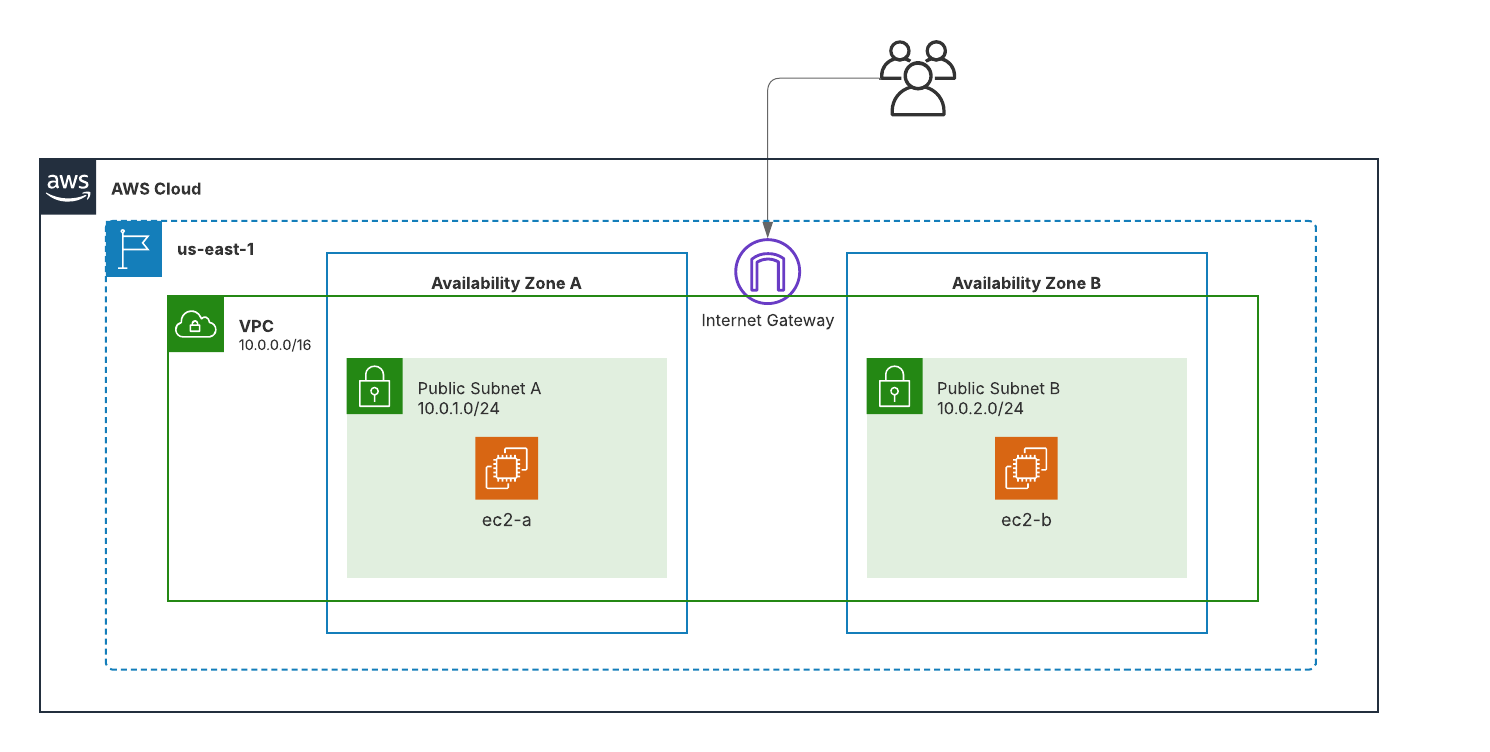 aws
AWS Cloud
us-east-1
Availability Zone A
Availability Zone B
Internet Gateway
VPC
10.0.0.0/16
Public Subnet A
10.0.1.0/24
ec2-a
Public Subnet B
10.0.2.0/24
ec2-b